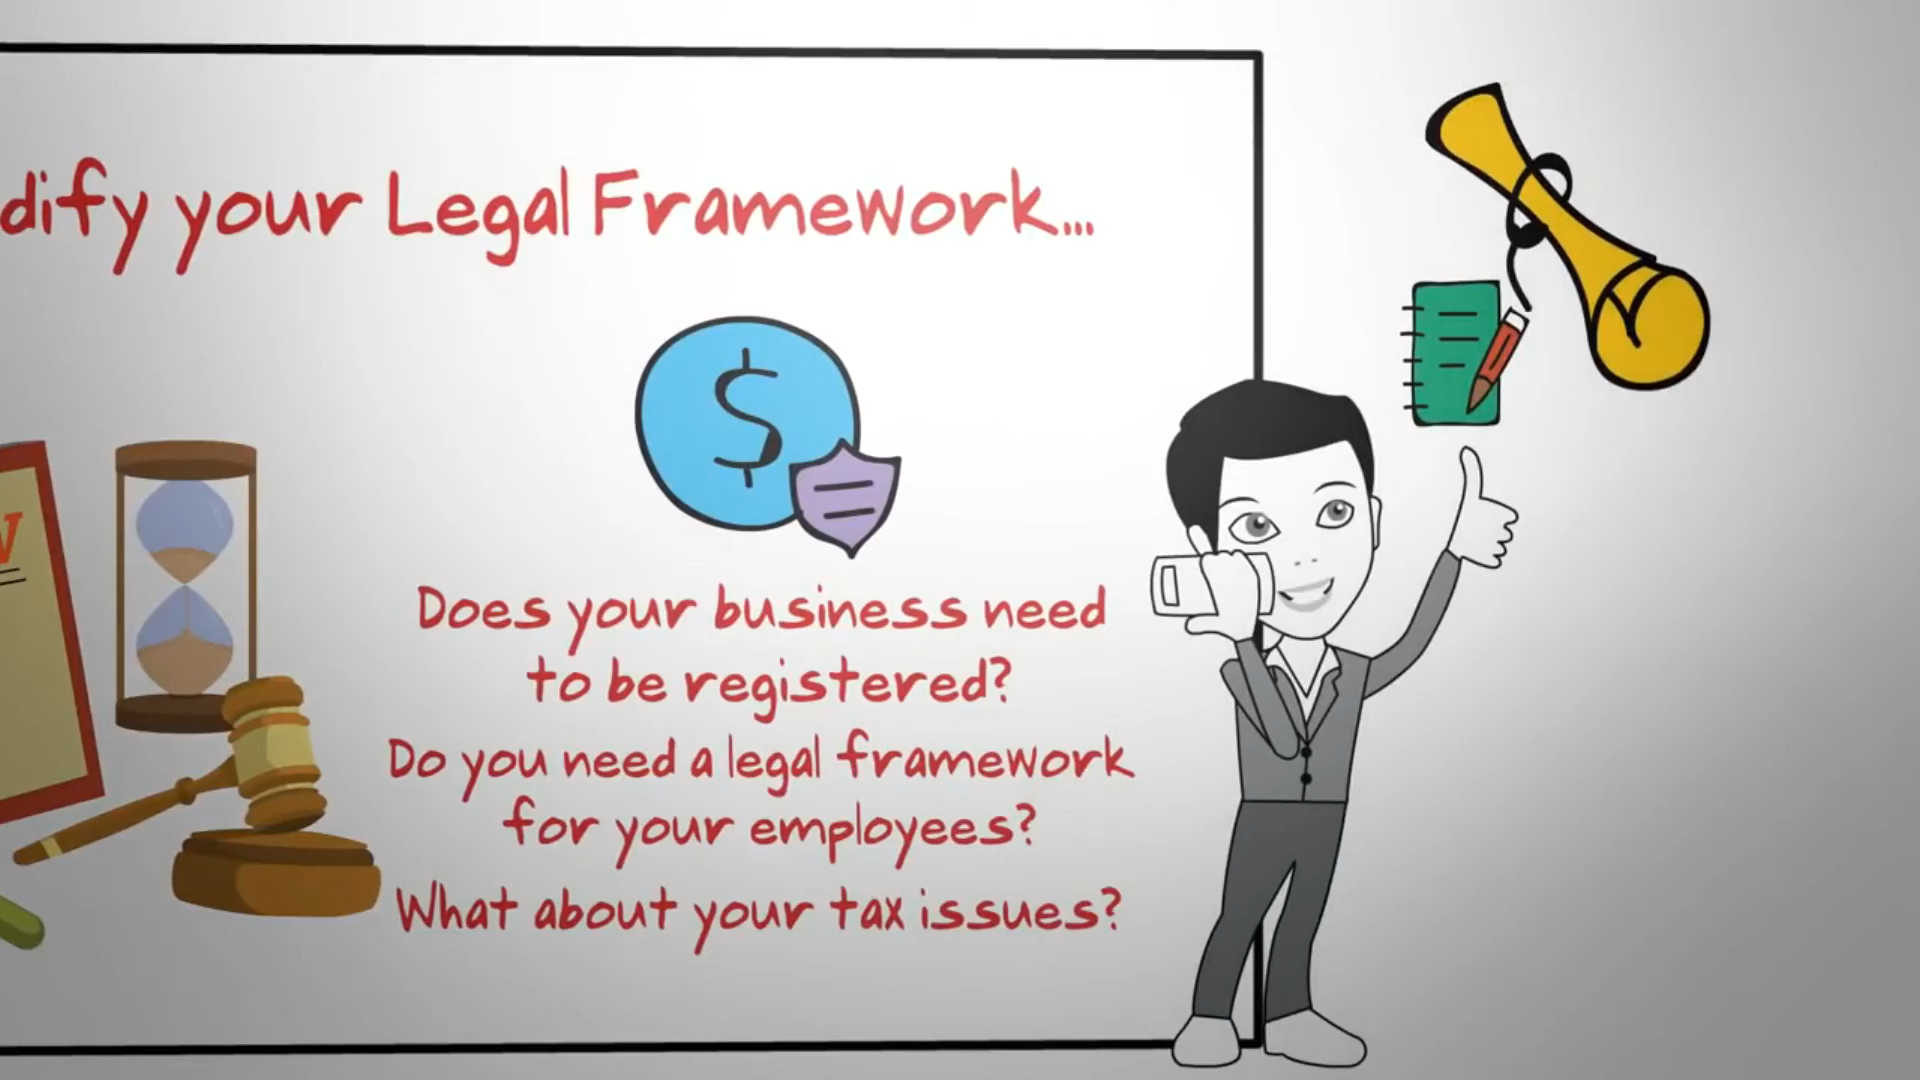 dify your Legal Framework...
$
Does your business need
to be registered?
Do you need a legal framework
for your employees?
What about your tax issues?